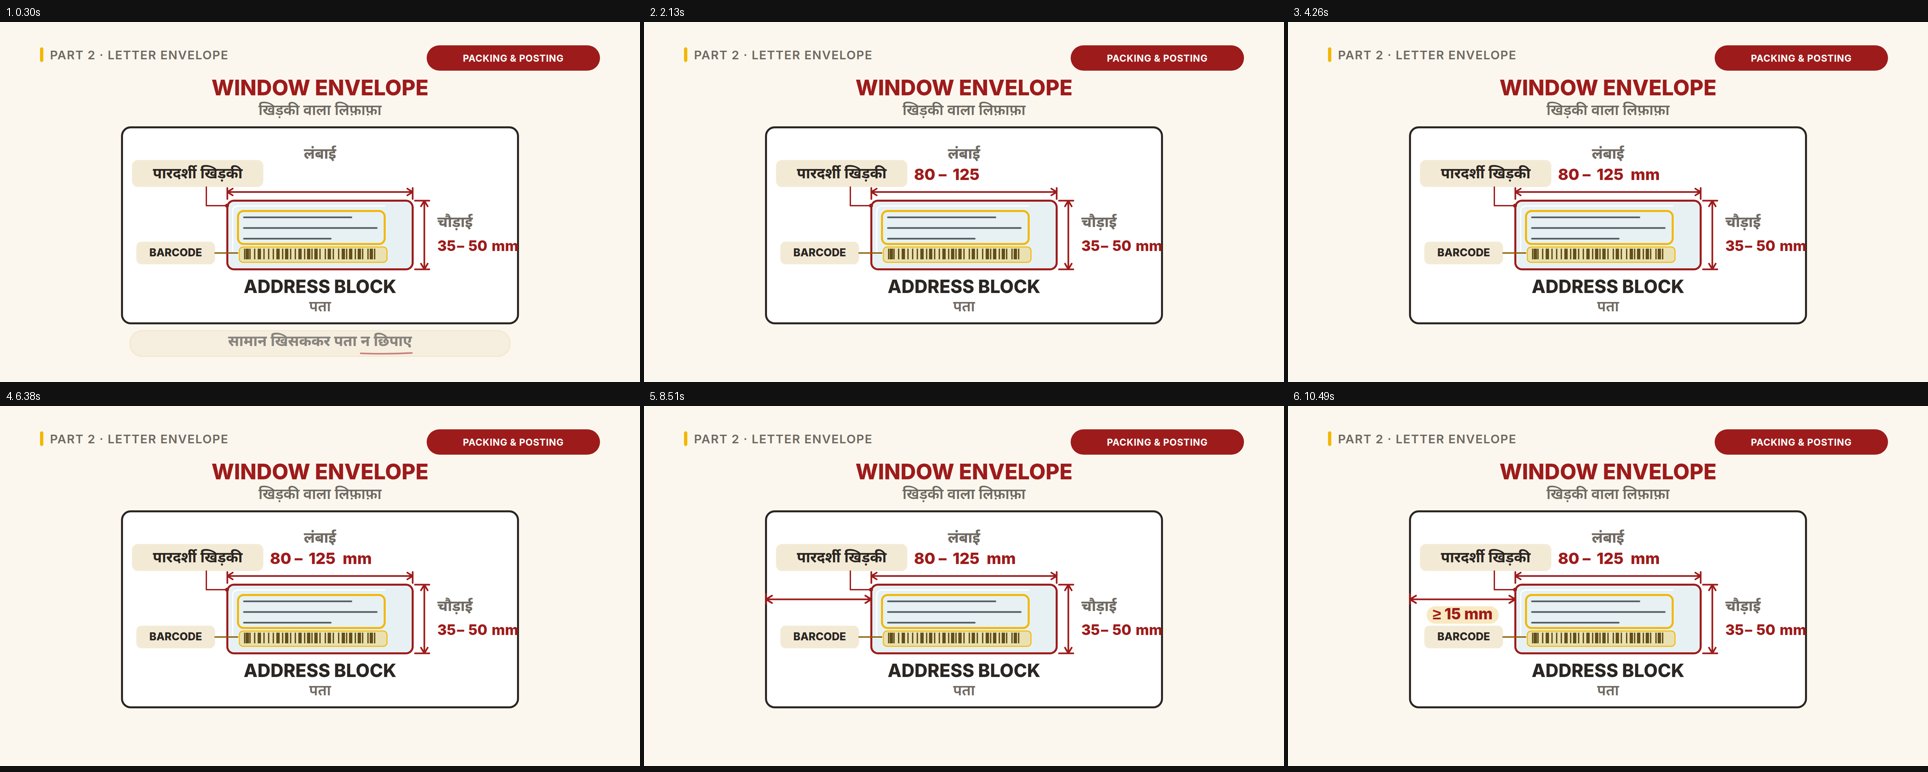 1. 0.30s
PART 2 · LETTER ENVELOPE
PACKING & POSTING
WINDOW ENVELOPE
खिड़की वाला लिफ़ाफ़ा
लंबाई
पारदर्शी खिड़की
चौड़ाई
35– 50 mm
BARCODE
ADDRESS BLOCK
पता
सामान खिसककर पता न छिपाए
2. 2.13s
PART 2 · LETTER ENVELOPE
PACKING & POSTING
WINDOW ENVELOPE
खिड़की वाला लिफ़ाफ़ा
लंबाई
पारदर्शी खिड़की
80 – 125
चौड़ाई
35– 50 mm
BARCODE
ADDRESS BLOCK
पता
3. 4.26s
PART 2 · LETTER ENVELOPE
PACKING & POSTING
WINDOW ENVELOPE
खिड़की वाला लिफ़ाफ़ा
लंबाई
पारदर्शी खिड़की
80 – 125 mm
चौड़ाई
35– 50 mm
BARCODE
ADDRESS BLOCK
पता
4. 6.38s
PART 2 · LETTER ENVELOPE
PACKING & POSTING
WINDOW ENVELOPE
खिड़की वाला लिफ़ाफ़ा
लंबाई
पारदर्शी खिड़की
80 – 125 mm
चौड़ाई
35– 50 mm
BARCODE
ADDRESS BLOCK
पता
5. 8.51s
PART 2 · LETTER ENVELOPE
PACKING & POSTING
WINDOW ENVELOPE
खिड़की वाला लिफ़ाफ़ा
लंबाई
पारदर्शी खिड़की
80 – 125 mm
चौड़ाई
35– 50 mm
BARCODE
ADDRESS BLOCK
पता
6. 10.49s
PART 2 · LETTER ENVELOPE
PACKING & POSTING
WINDOW ENVELOPE
खिड़की वाला लिफ़ाफ़ा
लंबाई
पारदर्शी खिड़की
80 – 125 mm
चौड़ाई
≥ 15 mm
35– 50 mm
BARCODE
ADDRESS BLOCK
पता